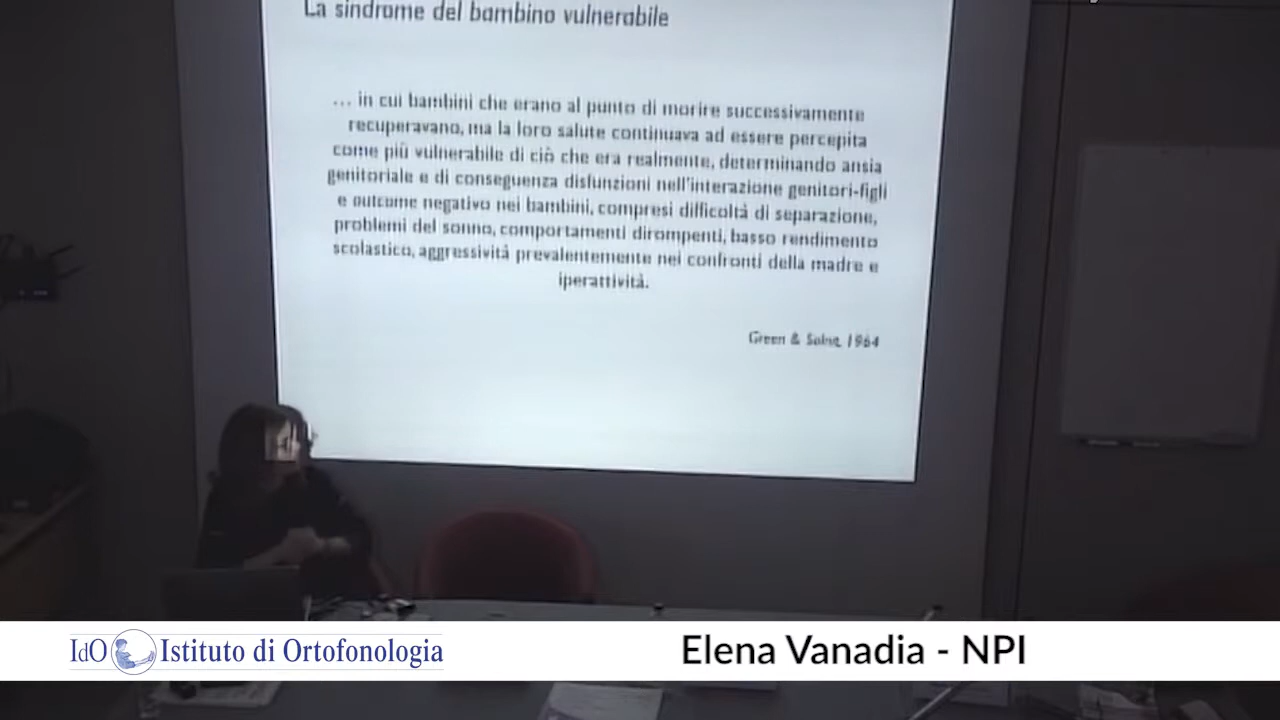 La sindrome del bambino vulnerabile
... in cui bambini che erano al punto di morire successivamente
recuperavano, ma la loro salute continuava ad essere percepita
come più vulnerabile di ciò che era realmente, determinando ansia
genitoriale e di conseguenza disfunzioni nell'interazione genitori-figli
e outcome negativo nei bambini, compresi difficoltà di separazione,
problemi del sonno, comportamenti dirompenti, basso rendimento
scolastico, aggressività prevalentemente nei confronti della madre e
iperattività.
Green & Solnit, 1964
IdO Istituto di Ortofonologia
Elena Vanadia - NPI